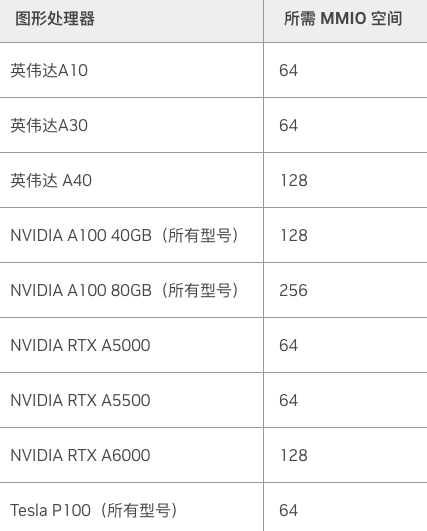 图形处理器 所需 MMIO 空间
英伟达A10 64
英伟达A30 64
英伟达 A40 128
NVIDIA A100 40GB（所有型号） 128
NVIDIA A100 80GB（所有型号） 256
NVIDIA RTX A5000 64
NVIDIA RTX A5500 64
NVIDIA RTX A6000 128
Tesla P100（所有型号） 64